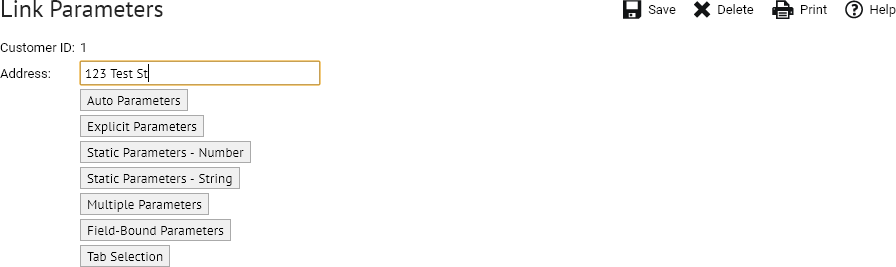 Link Parameters Save Delete Print Help
Customer ID: 1
Address: 123 Test St
Auto Parameters
Explicit Parameters
Static Parameters - Number
Static Parameters - String
Multiple Parameters
Field-Bound Parameters
Tab Selection